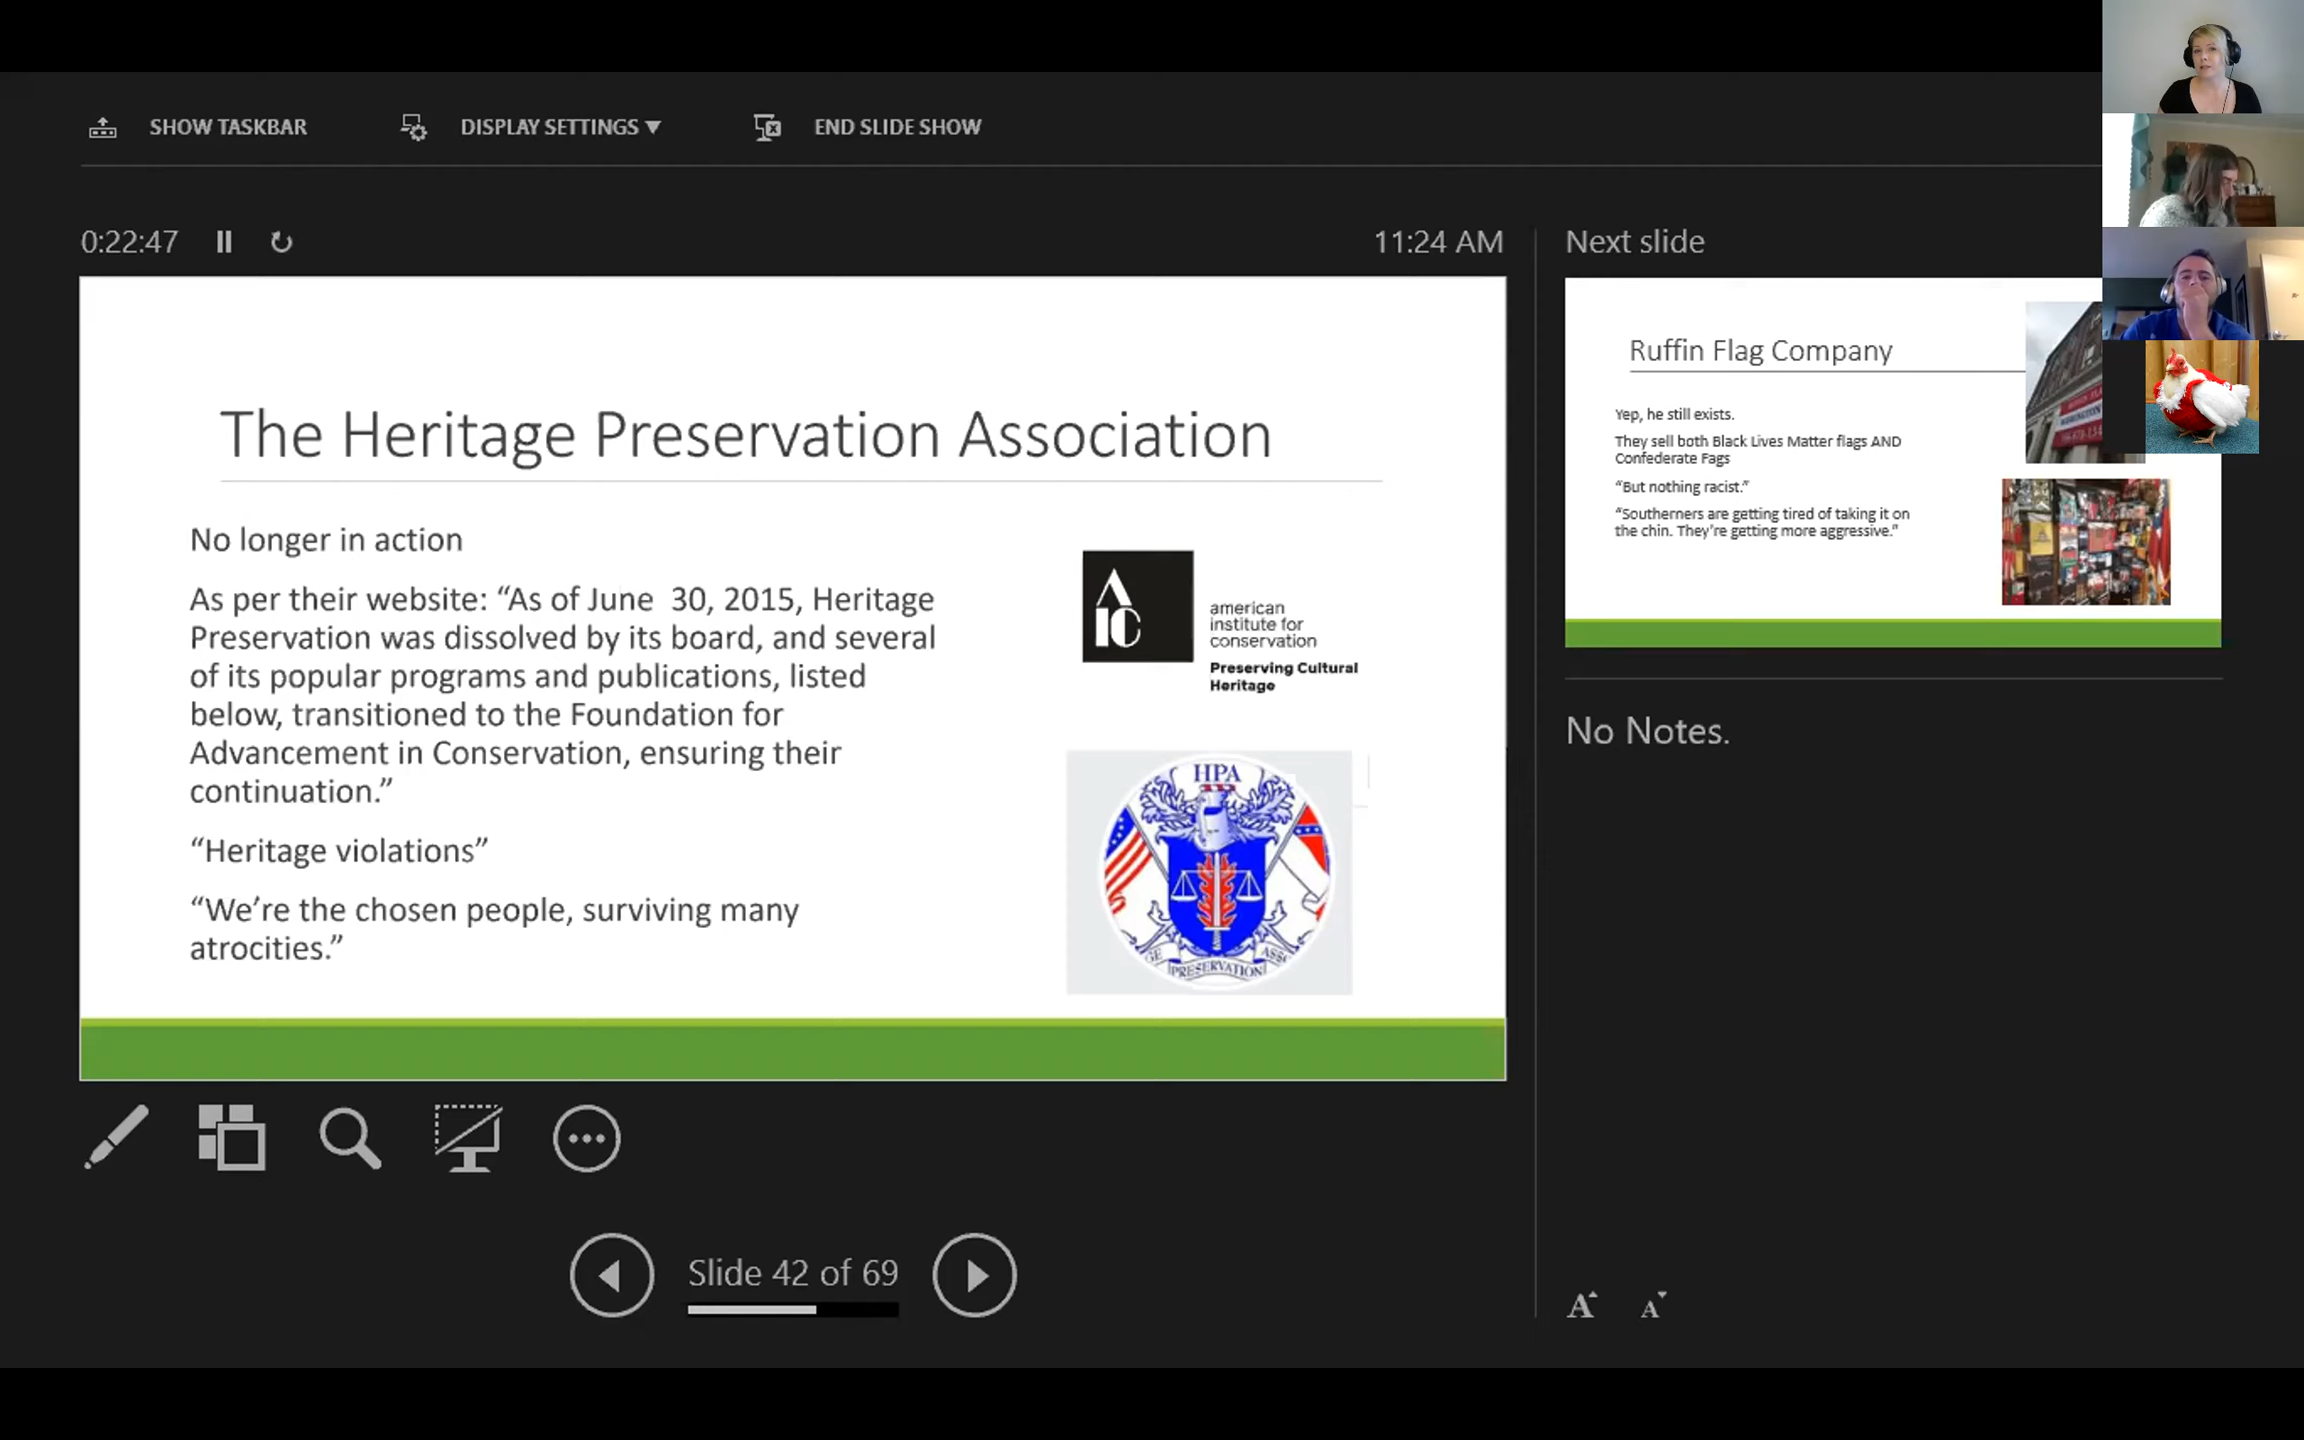 SHOW TASKBAR
DISPLAY SETTINGS ▼
END SLIDE SHOW
0:22:47
11:24 AM
The Heritage Preservation Association
No longer in action
As per their website: “As of June  30, 2015, Heritage
Preservation was dissolved by its board, and several
of its popular programs and publications, listed
below, transitioned to the Foundation for
Advancement in Conservation, ensuring their
continuation.”
“Heritage violations”
“We’re the chosen people, surviving many
atrocities.”
AIC
american
institute for
conservation
Preserving Cultural
Heritage
HPA
PRESERVATION
Slide 42 of 69
Next slide
Ruffin Flag Company
Yep, he still exists.
They sell both Black Lives Matter flags AND
Confederate Fags
“But nothing racist.”
“Southerners are getting tired of taking it on
the chin. They’re getting more aggressive.”
No Notes.
A
A